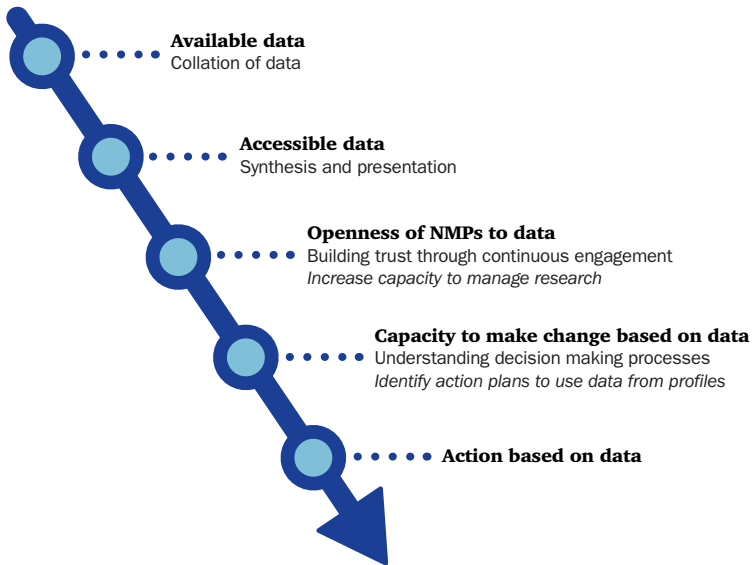 Available data
Collation of data
Accessible data
Synthesis and presentation
Openness of NMPs to data
Building trust through continuous engagement
Increase capacity to manage research
Capacity to make change based on data
Understanding decision making processes
Identify action plans to use data from profiles
Action based on data